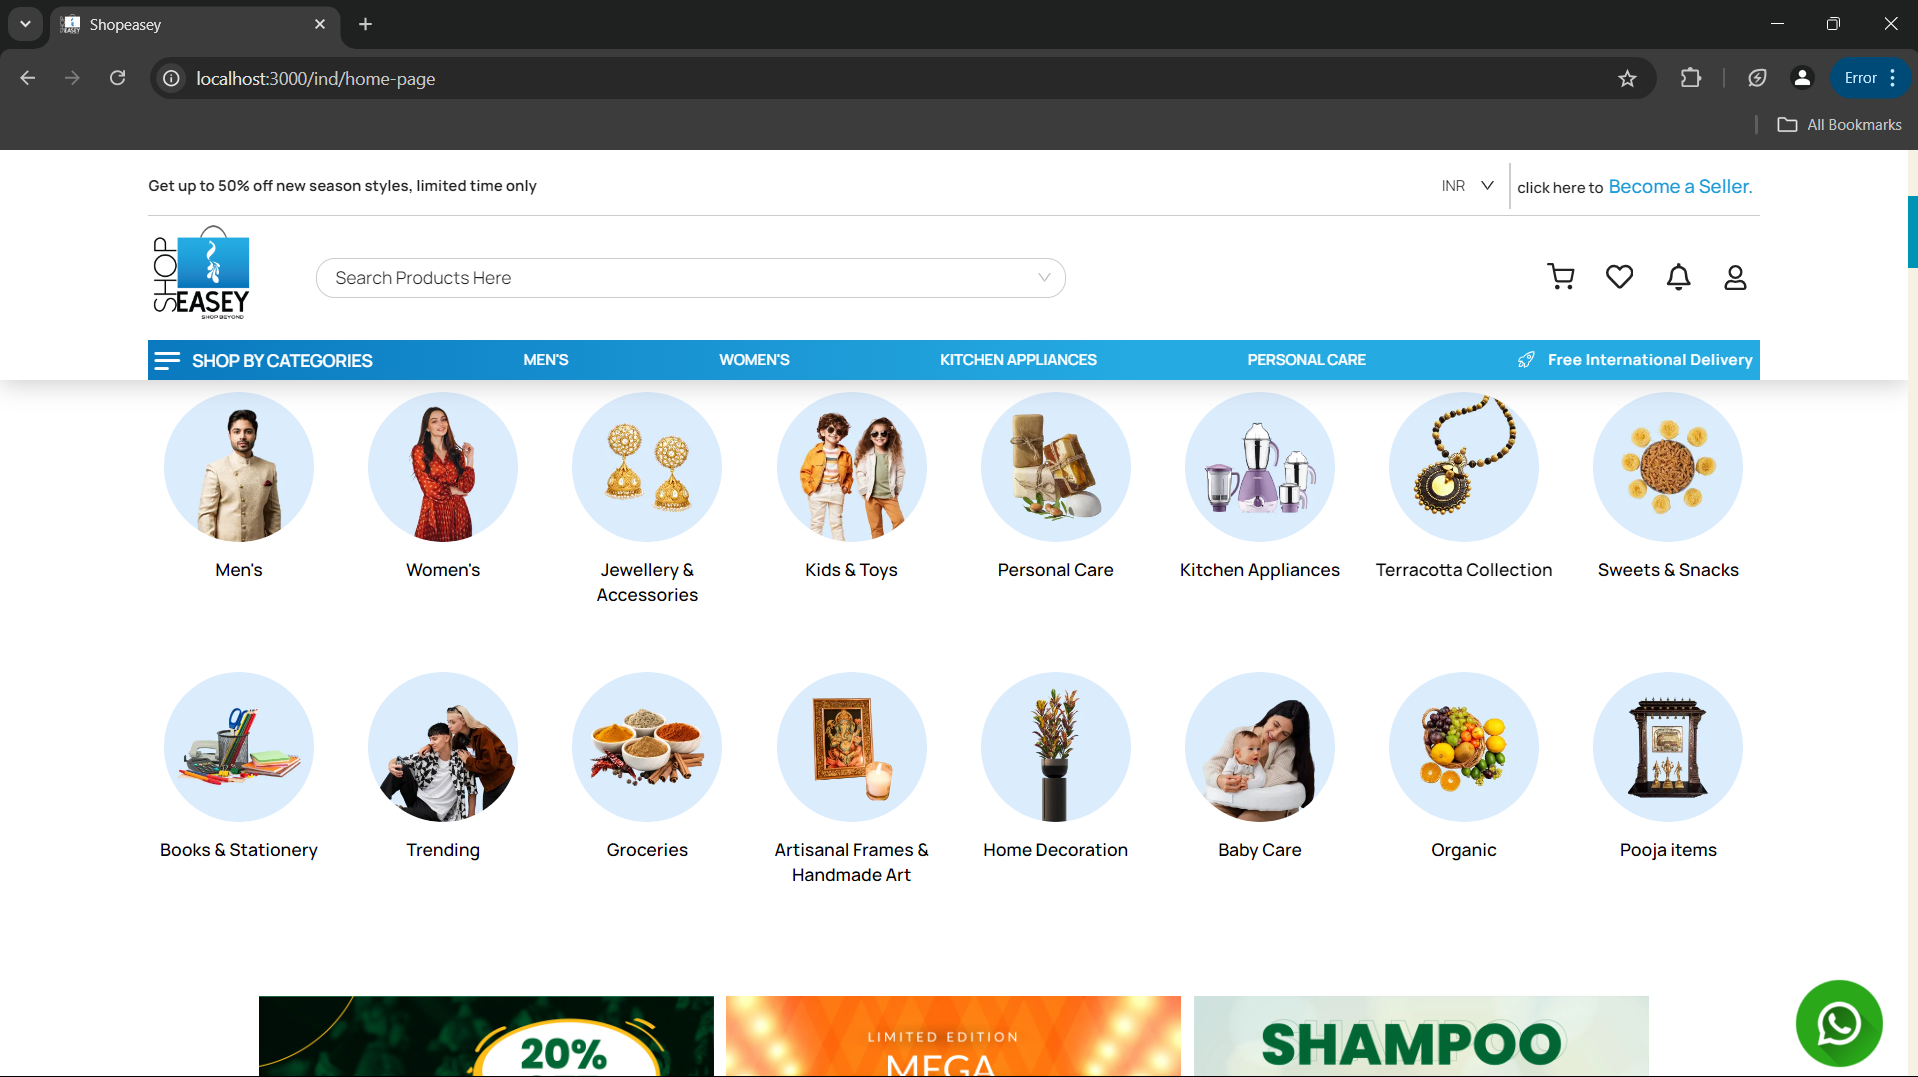 Shopeasey
localhost:3000/ind/home-page
Error
All Bookmarks
Get up to 50% off new season styles, limited time only
INR
click here to Become a Seller.
SHOP
EASEY
SHOP BEYOND
Search Products Here
SHOP BY CATEGORIES
MEN'S
WOMEN'S
KITCHEN APPLIANCES
PERSONAL CARE
Free International Delivery
Men's
Women's
Jewellery &
Accessories
Kids & Toys
Personal Care
Kitchen Appliances
Terracotta Collection
Sweets & Snacks
Books & Stationery
Trending
Groceries
Artisanal Frames &
Handmade Art
Home Decoration
Baby Care
Organic
Pooja items
20%
LIMITED EDITION
MEGA
SHAMPOO